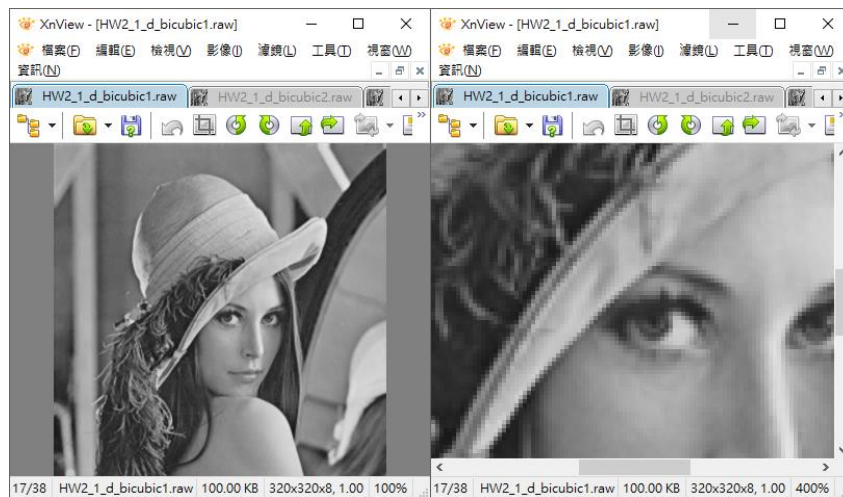 XnView - [HW2_1_d_bicubic1.raw]
檔案(F) 編輯(E) 檢視(V) 影像(I) 濾鏡(L) 工具(T) 視窗(W)
資訊(N)
HW2_1_d_bicubic1.raw HW2_1_d_bicubic2.raw
17/38 HW2_1_d_bicubic1.raw 100.00 KB 320x320x8, 1.00 100%
XnView - [HW2_1_d_bicubic1.raw]
檔案(F) 編輯(E) 檢視(V) 影像(I) 濾鏡(L) 工具(T) 視窗(W)
資訊(N)
HW2_1_d_bicubic1.raw HW2_1_d_bicubic2.raw
17/38 HW2_1_d_bicubic1.raw 100.00 KB 320x320x8, 1.00 400%